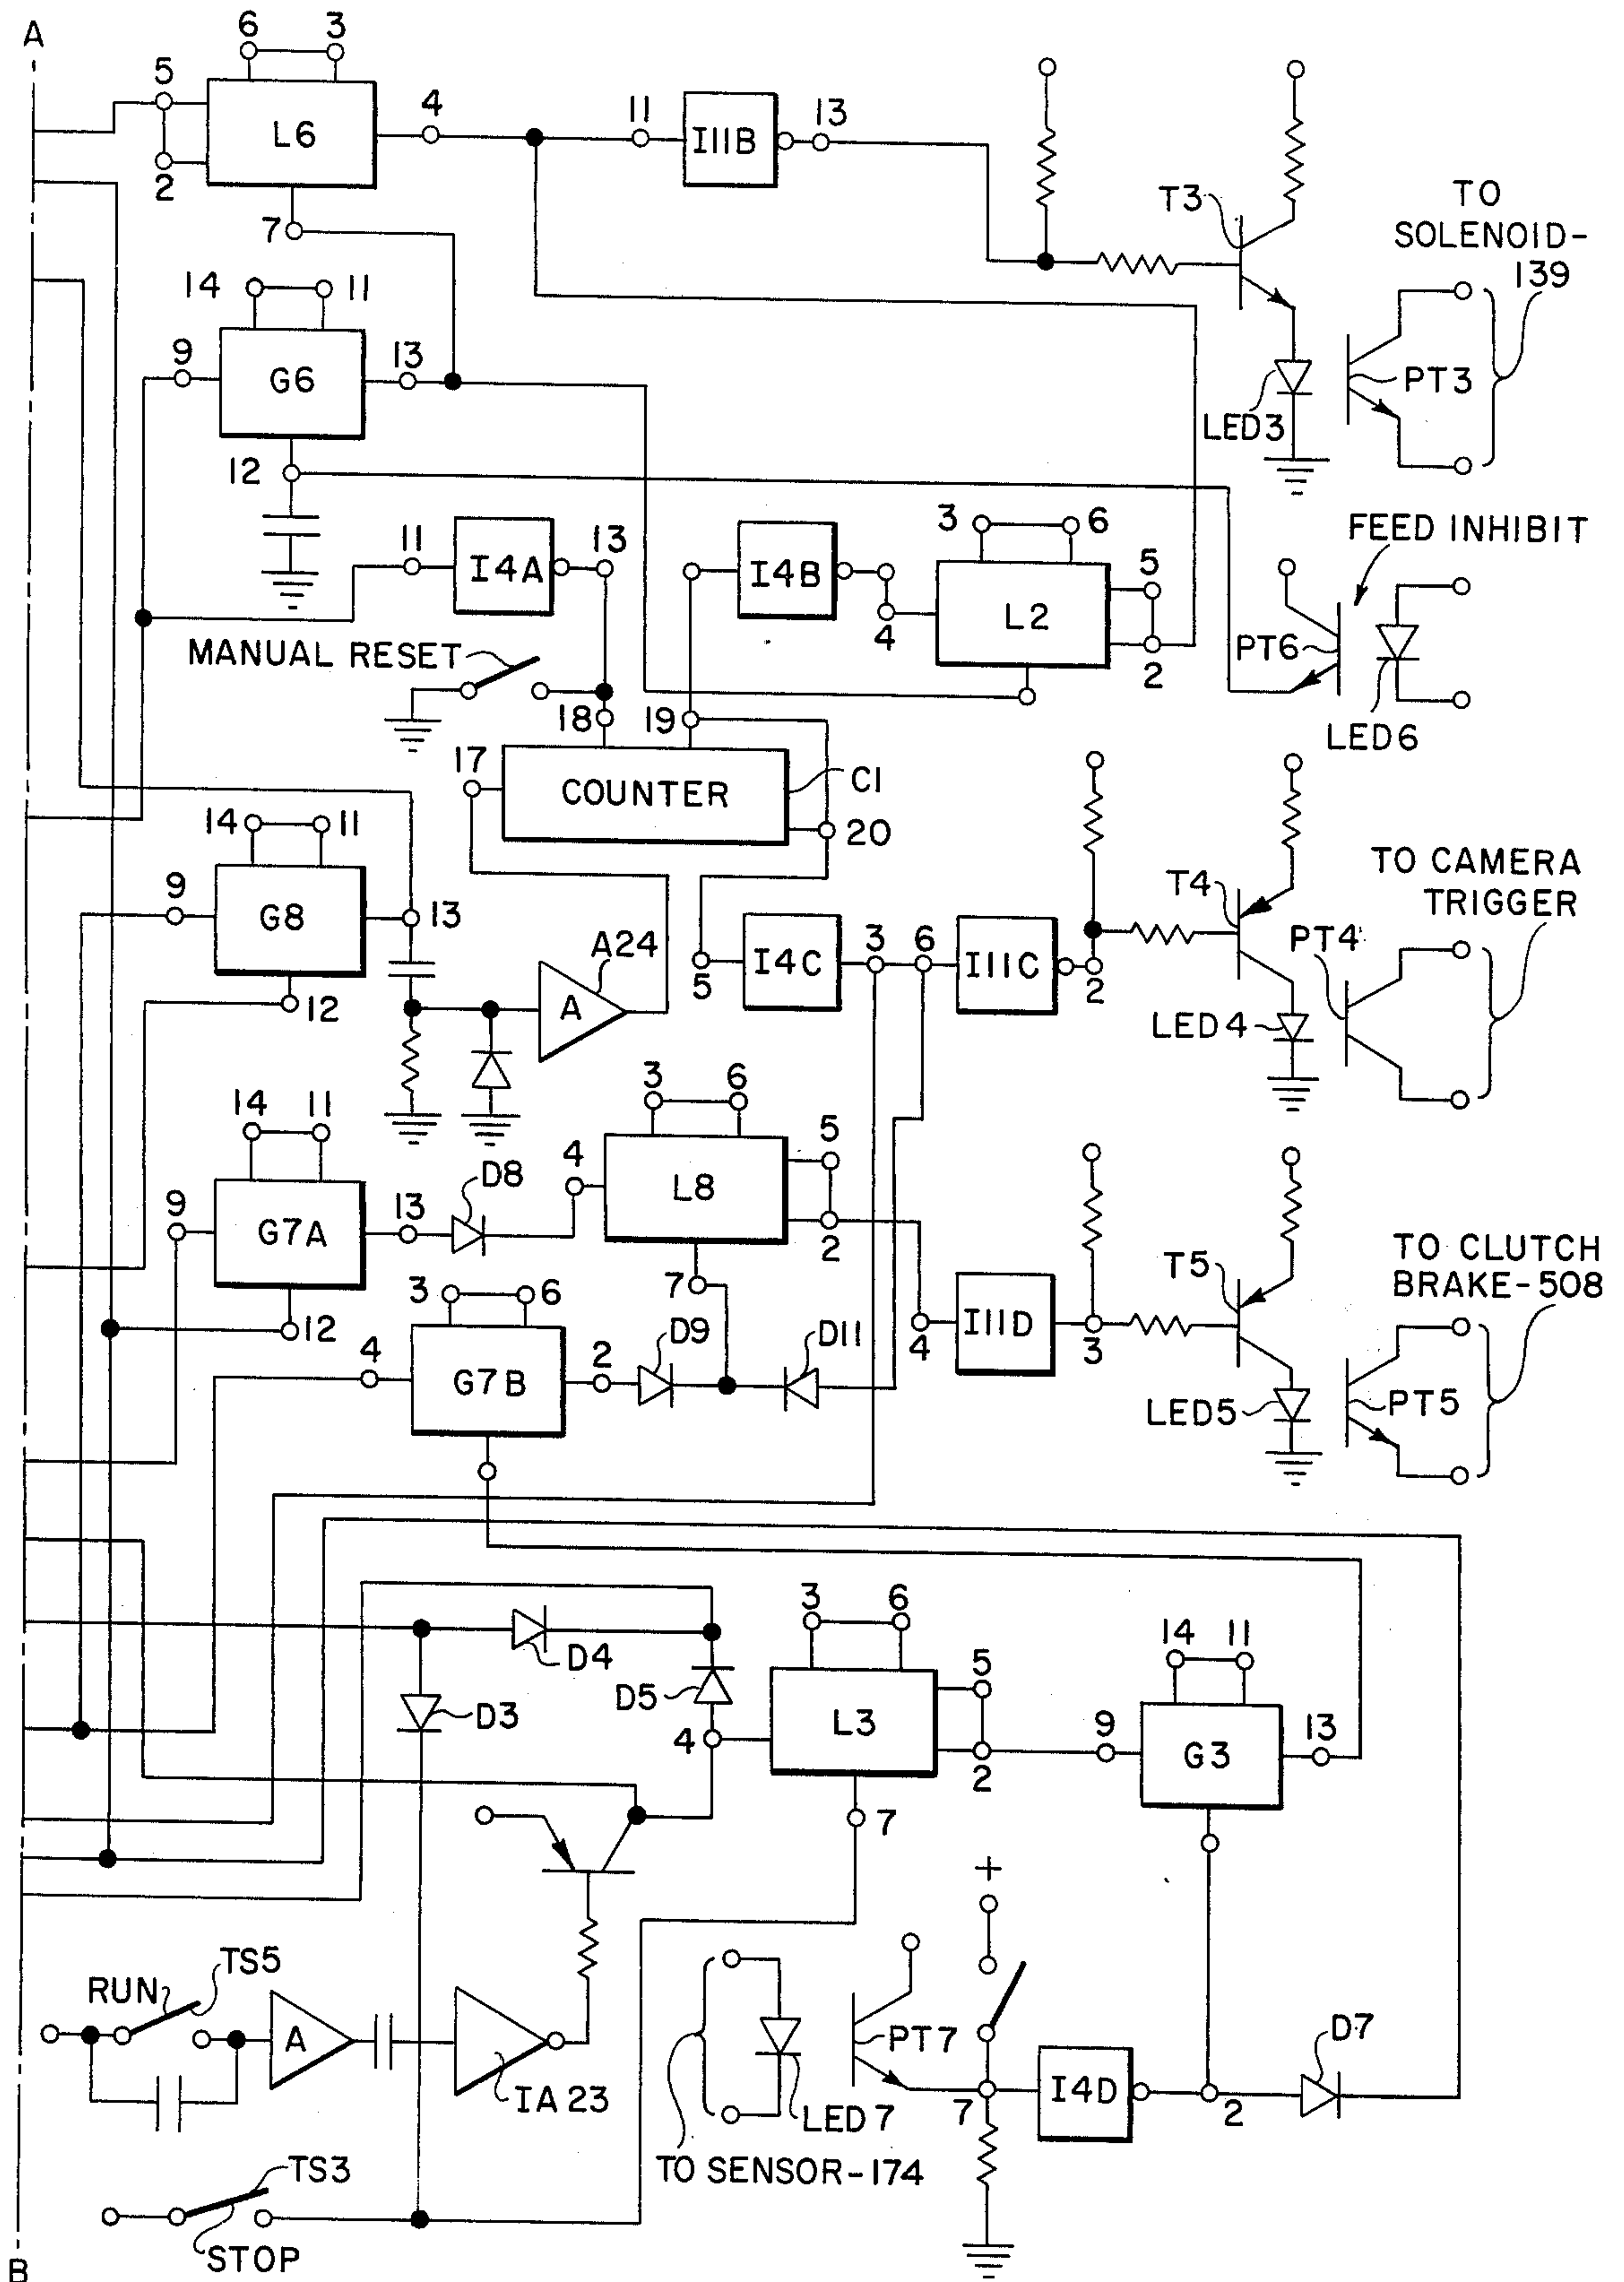 A
6 3
5
L6
4
11
I11B
13
2
7
T3
TO
SOLENOID-
139
14 11
9
G6
13
PT3
LED3
12
11
I4A
13
I4B
3 6
FEED INHIBIT
5
L2
4
2
MANUAL RESET
PT6
18 19
LED6
17
COUNTER
C1
20
14 11
9
G8
13
TO CAMERA
TRIGGER
T4
PT4
A24
A
5
I4C
3 6
I11C
2
12
LED4
3 6
14 11
5
D8
4
L8
9
G7A
13
2
7
T5
TO CLUTCH
BRAKE-508
3 6
12
D9
D11
4
I11D
3
4
G7B
2
LED5
PT5
3 6
14 11
D4
5
D5
L3
9
G3
13
D3
4
2
7
+
RUN
TS5
A
IA23
PT7
D7
LED7
7
I4D
2
TO SENSOR-174
TS3
STOP
B